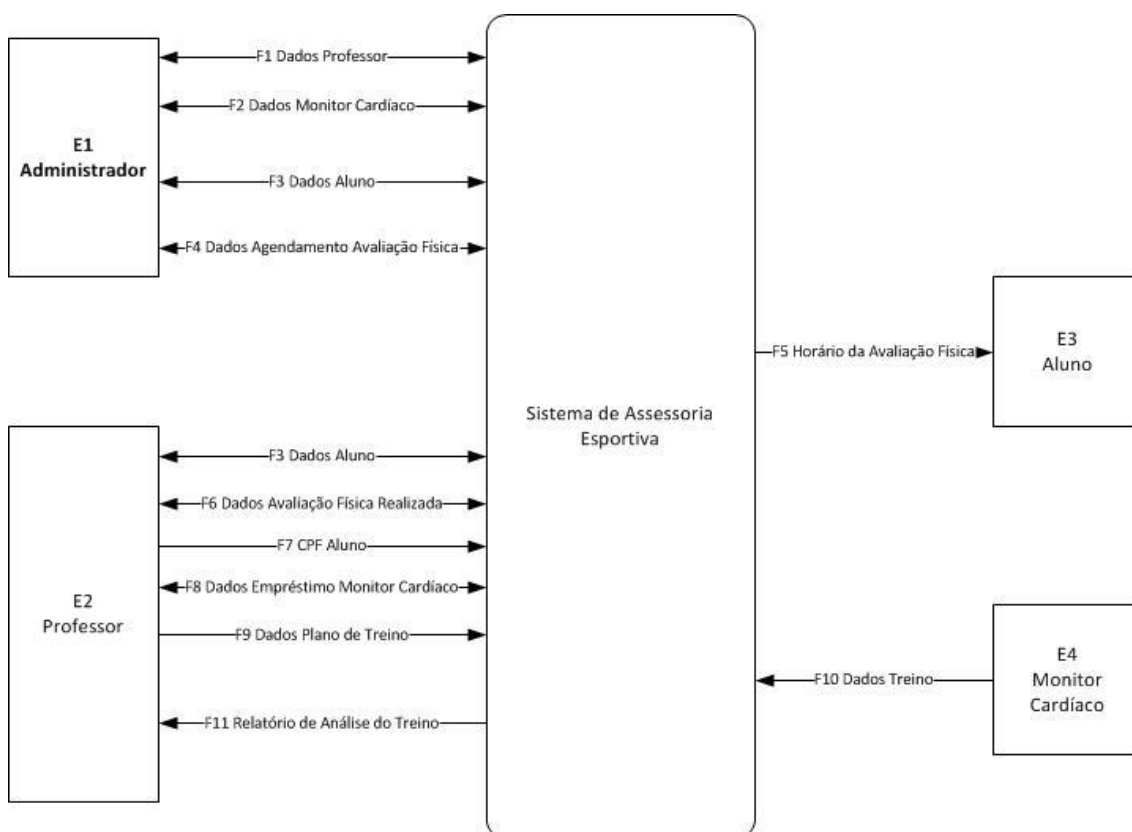 E1
Administrador
F1 Dados Professor
F2 Dados Monitor Cardíaco
F3 Dados Aluno
F4 Dados Agendamento Avaliação Física
E2
Professor
F3 Dados Aluno
F6 Dados Avaliação Física Realizada
F7 CPF Aluno
F8 Dados Empréstimo Monitor Cardíaco
F9 Dados Plano de Treino
F11 Relatório de Análise do Treino
Sistema de Assessoria
Esportiva
F5 Horário da Avaliação Física
E3
Aluno
F10 Dados Treino
E4
Monitor
Cardíaco